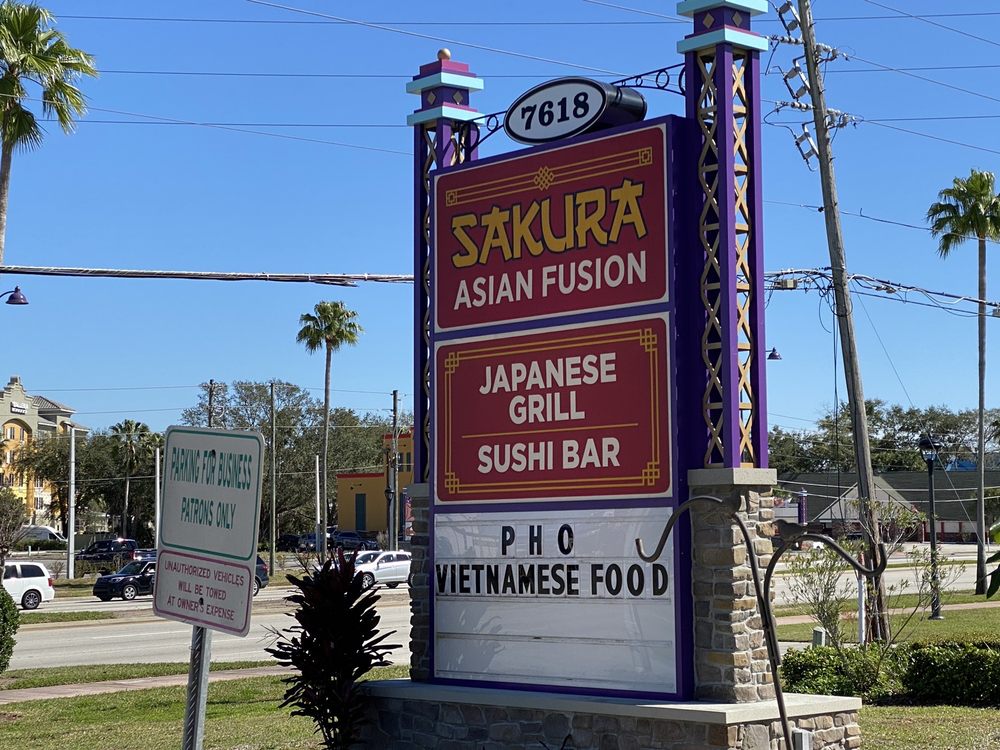 7618
SAKURA
ASIAN FUSION
JAPANESE
GRILL
SUSHI BAR
PHO
VIETNAMESE FOOD
PARKING FOR BUSINESS
PATRONS ONLY
UNAUTHORIZED VEHICLES
WILL BE TOWED
AT OWNER'S EXPENSE